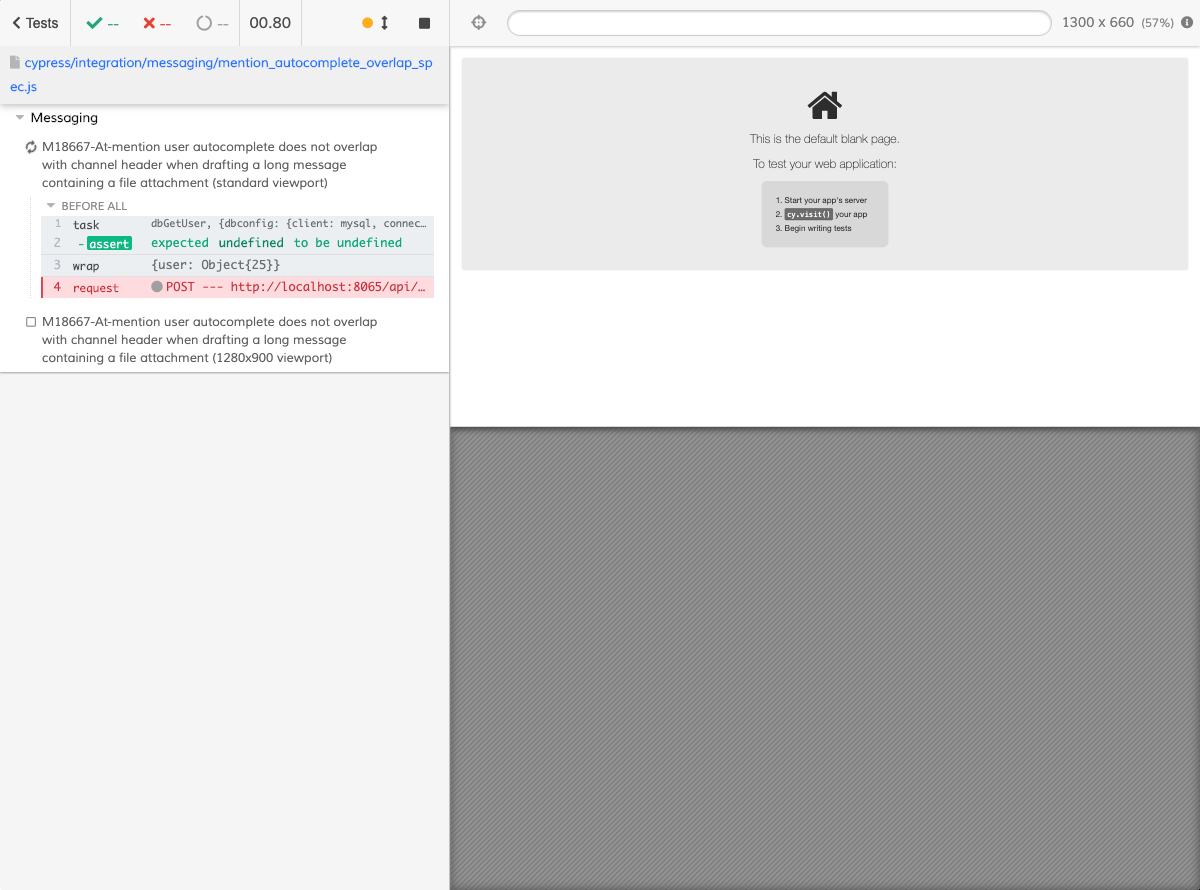 Tests
--
--
--
00.80
1300 x 660 (57%)
cypress/integration/messaging/mention_autocomplete_overlap_sp
ec.js
Messaging
M18667-At-mention user autocomplete does not overlap
with channel header when drafting a long message
containing a file attachment (standard viewport)
BEFORE ALL
1 task dbGetUser, {dbconfig: {client: mysql, connec…
2 -assert expected undefined to be undefined
3 wrap {user: Object{25}}
4 request POST --- http://localhost:8065/api/…
M18667-At-mention user autocomplete does not overlap
with channel header when drafting a long message
containing a file attachment (1280x900 viewport)
This is the default blank page.
To test your web application:
1. Start your app's server
2. cy.visit() your app
3. Begin writing tests